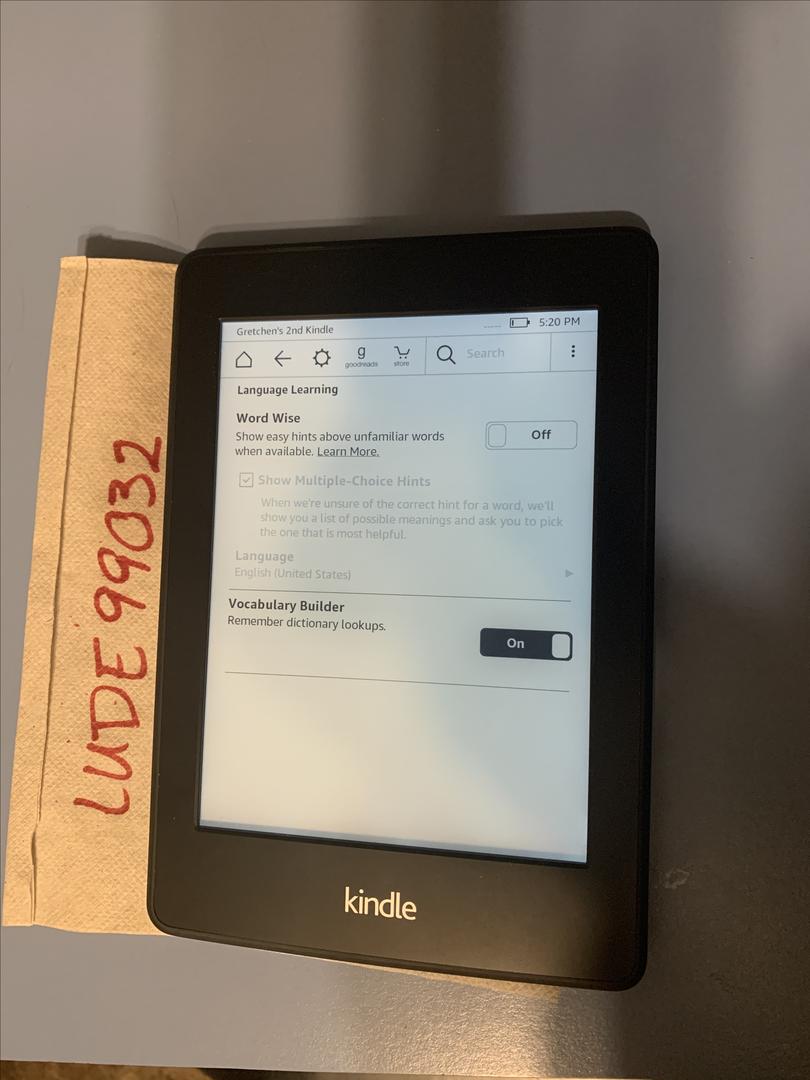 Gretchen's 2nd Kindle
5:20 PM
g
goodreads
store
Search
Language Learning
Word Wise
Show easy hints above unfamiliar words
when available. Learn More.
Off
Show Multiple-Choice Hints
When we're unsure of the correct hint for a word, we'll
show you a list of possible meanings and ask you to pick
the one that is most helpful.
Language
English (United States)
Vocabulary Builder
Remember dictionary lookups.
On
kindle
LUDE 99032